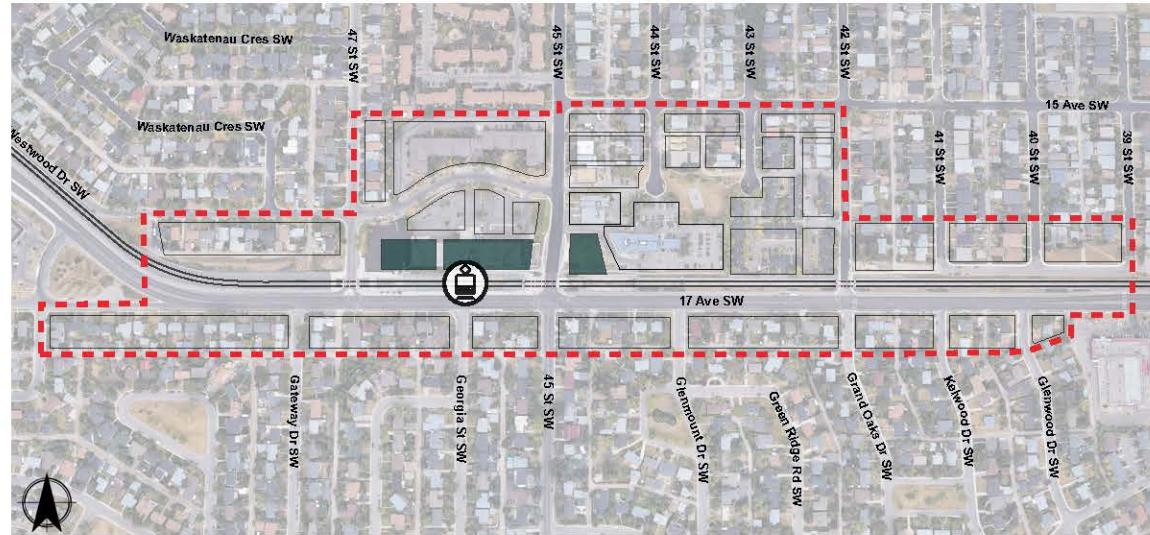 Waskatenau Cres SW
47 St SW
45 St SW
44 St SW
43 St SW
42 St SW
15 Ave SW
Waskatenau Cres SW
Westwood Dr SW
41 St SW
40 St SW
39 St SW
17 Ave SW
Gateway Dr SW
Georgia St SW
45 St SW
Glenmount Dr SW
Green Ridge Rd SW
Grand Oaks Dr SW
Kelwood Dr SW
Glenwood Dr SW